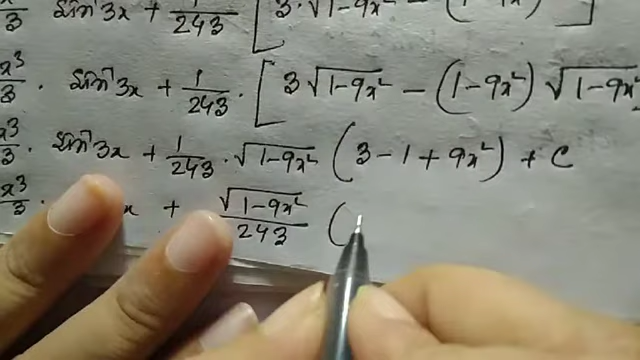 x³/3 sin⁻¹3x + 1/243 [ 3·√1-9x² - (1-9x²) ]
x³/3 · sin⁻¹3x + 1/243 · [ 3√1-9x² - (1-9x²) √1-9x²
x³/3 · sin⁻¹3x + 1/243 · √1-9x² (3-1+9x²) + C
x³/3 · x + √1-9x²/243 (